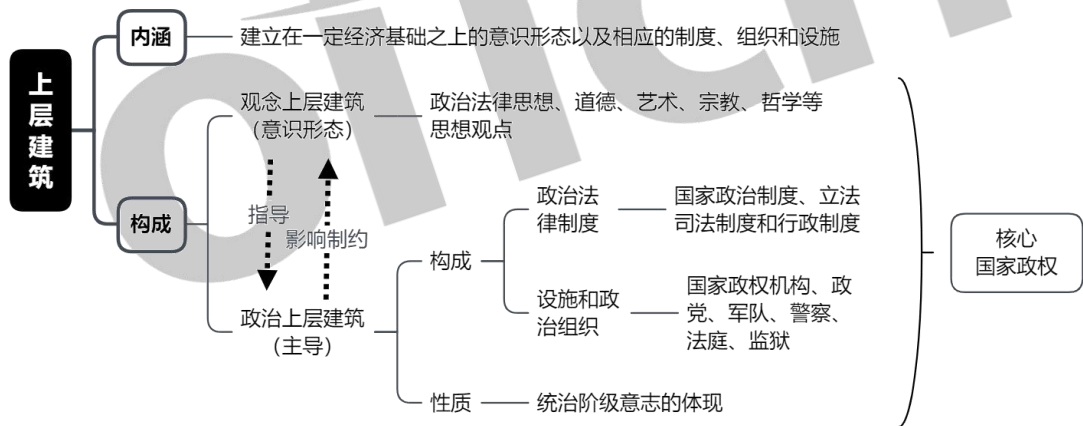 上层建筑
内涵
建立在一定经济基础之上的意识形态以及相应的制度、组织和设施
构成
观念上层建筑
（意识形态）
政治法律思想、道德、艺术、宗教、哲学等
思想观点
指导
影响制约
政治上层建筑
（主导）
构成
政治法
律制度
国家政治制度、立法
司法制度和行政制度
设施和政
治组织
国家政权机构、政
党、军队、警察、
法庭、监狱
性质
统治阶级意志的体现
核心
国家政权